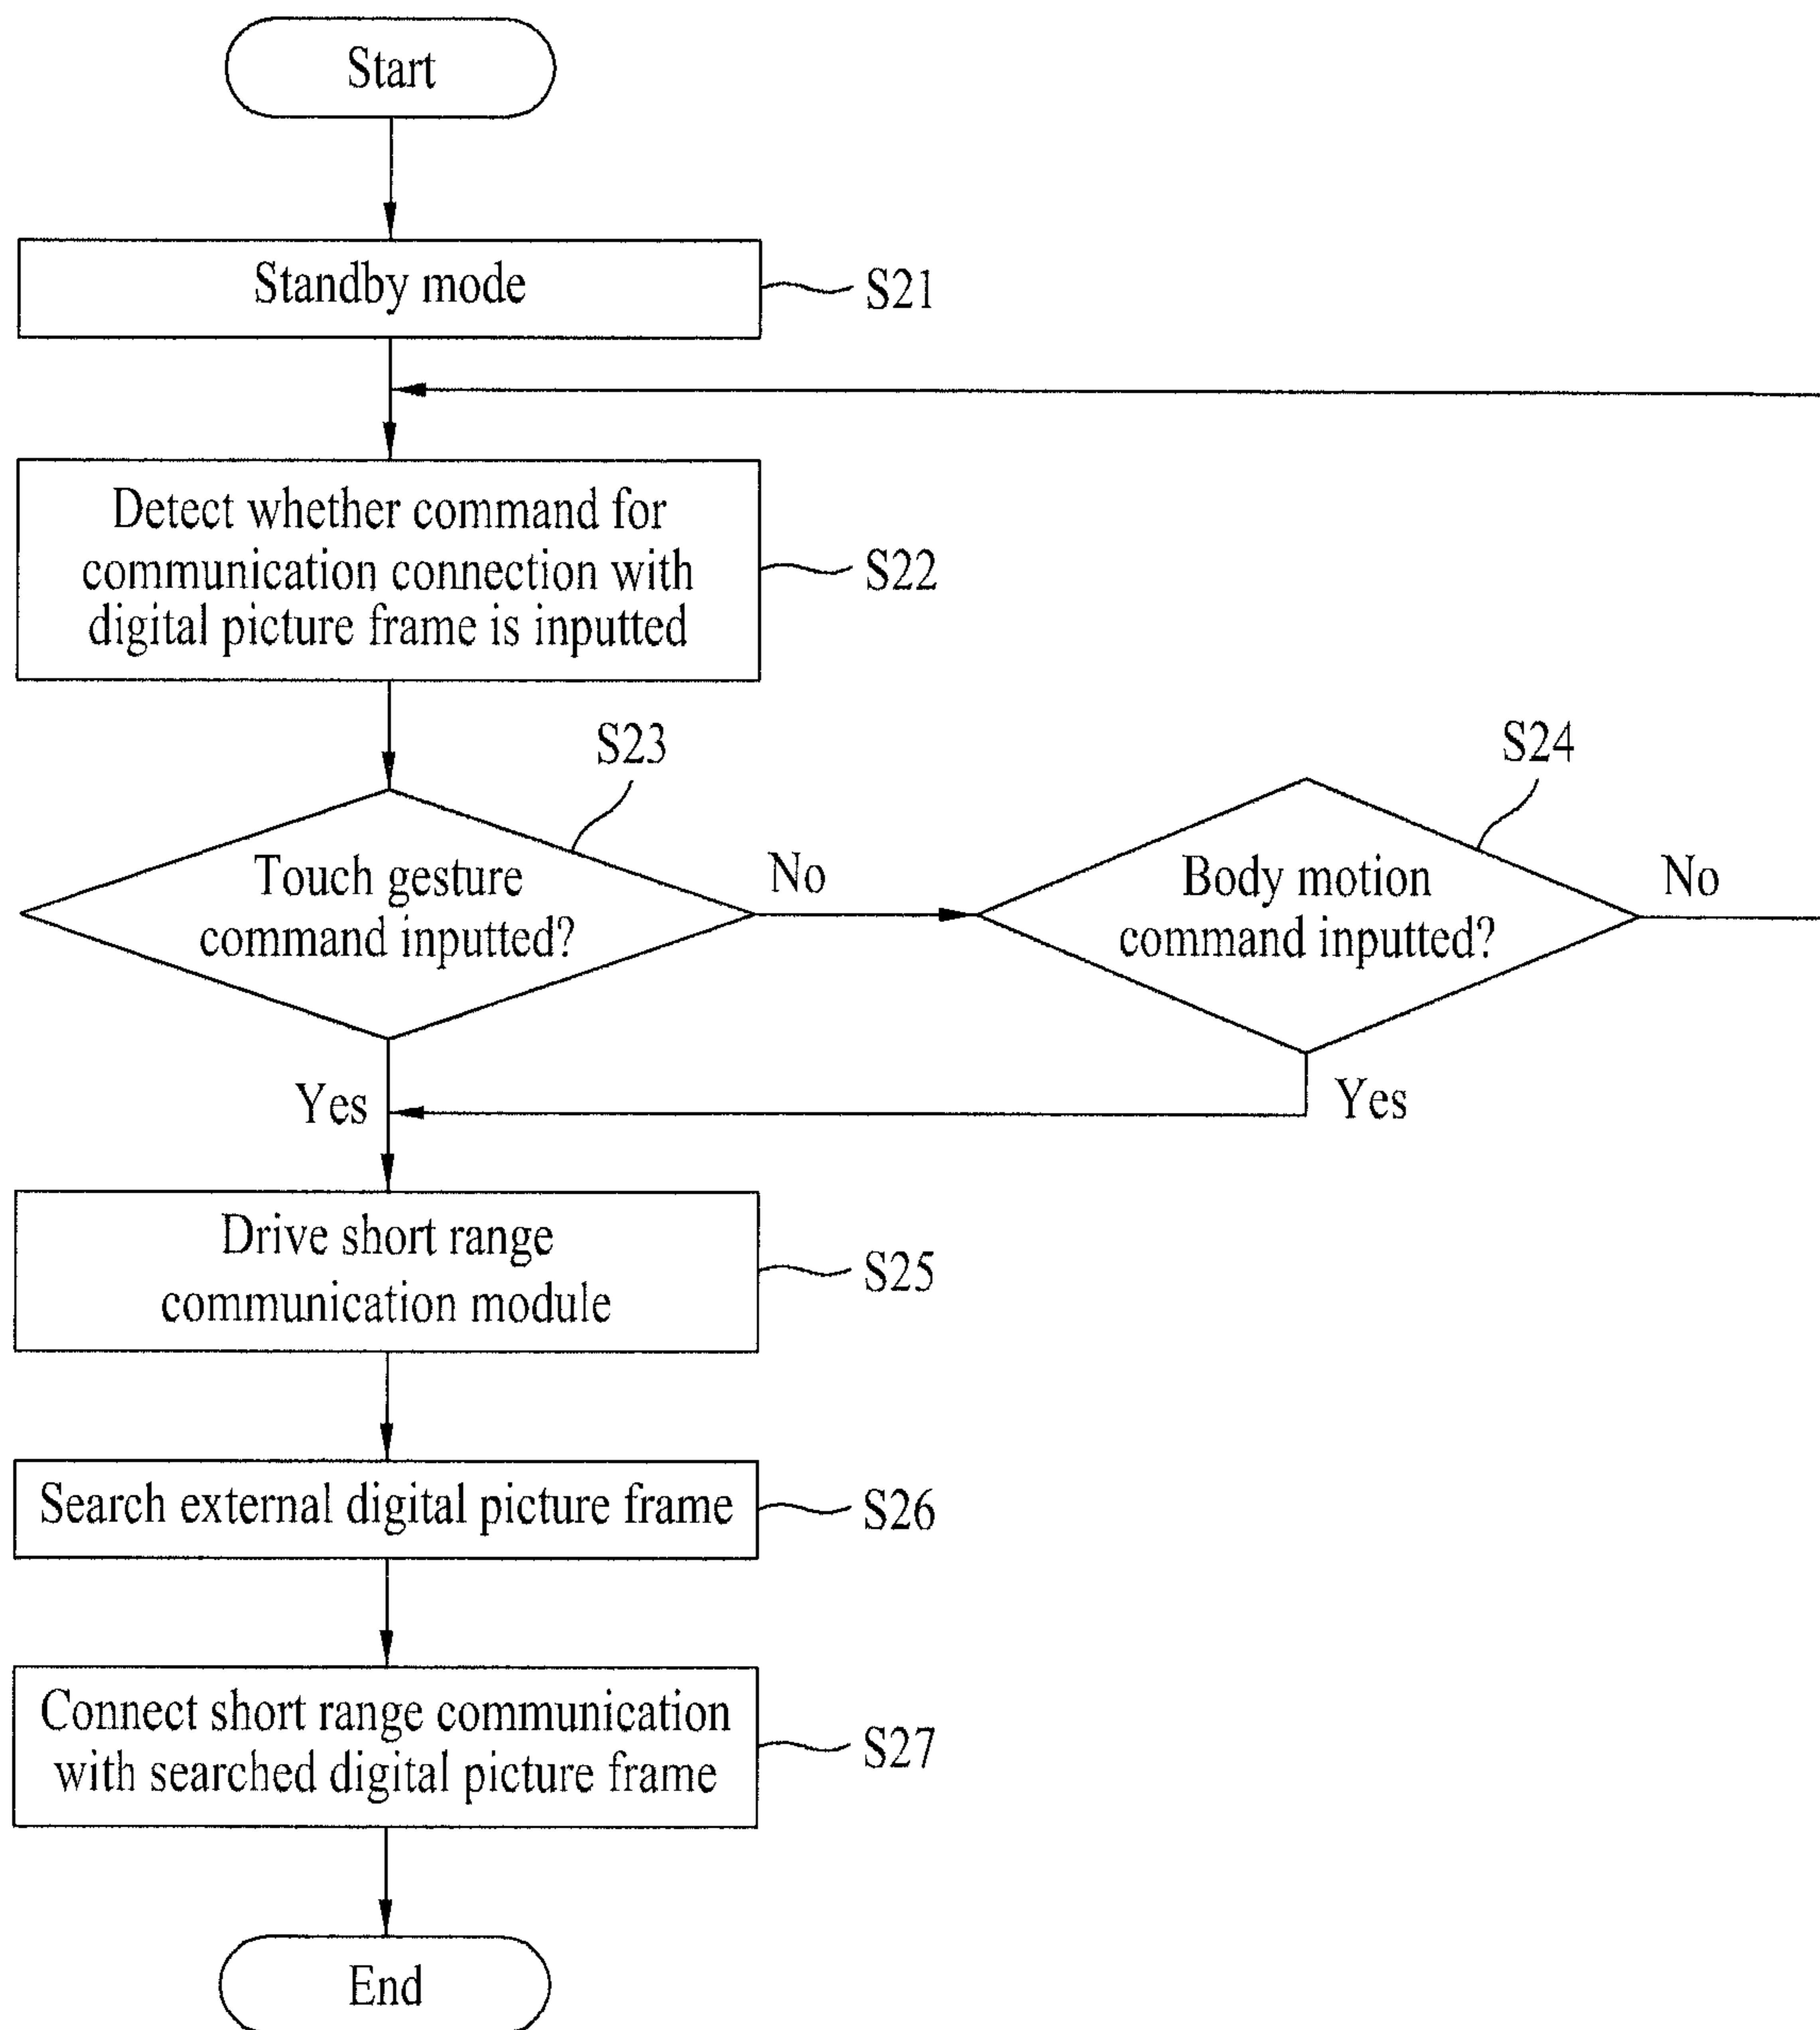 Start
Standby mode
S21
Detect whether command for
communication connection with
digital picture frame is inputted
S22
S23
Touch gesture
command inputted?
No
S24
Body motion
command inputted?
No
Yes
Yes
Drive short range
communication module
S25
Search external digital picture frame
S26
Connect short range communication
with searched digital picture frame
S27
End